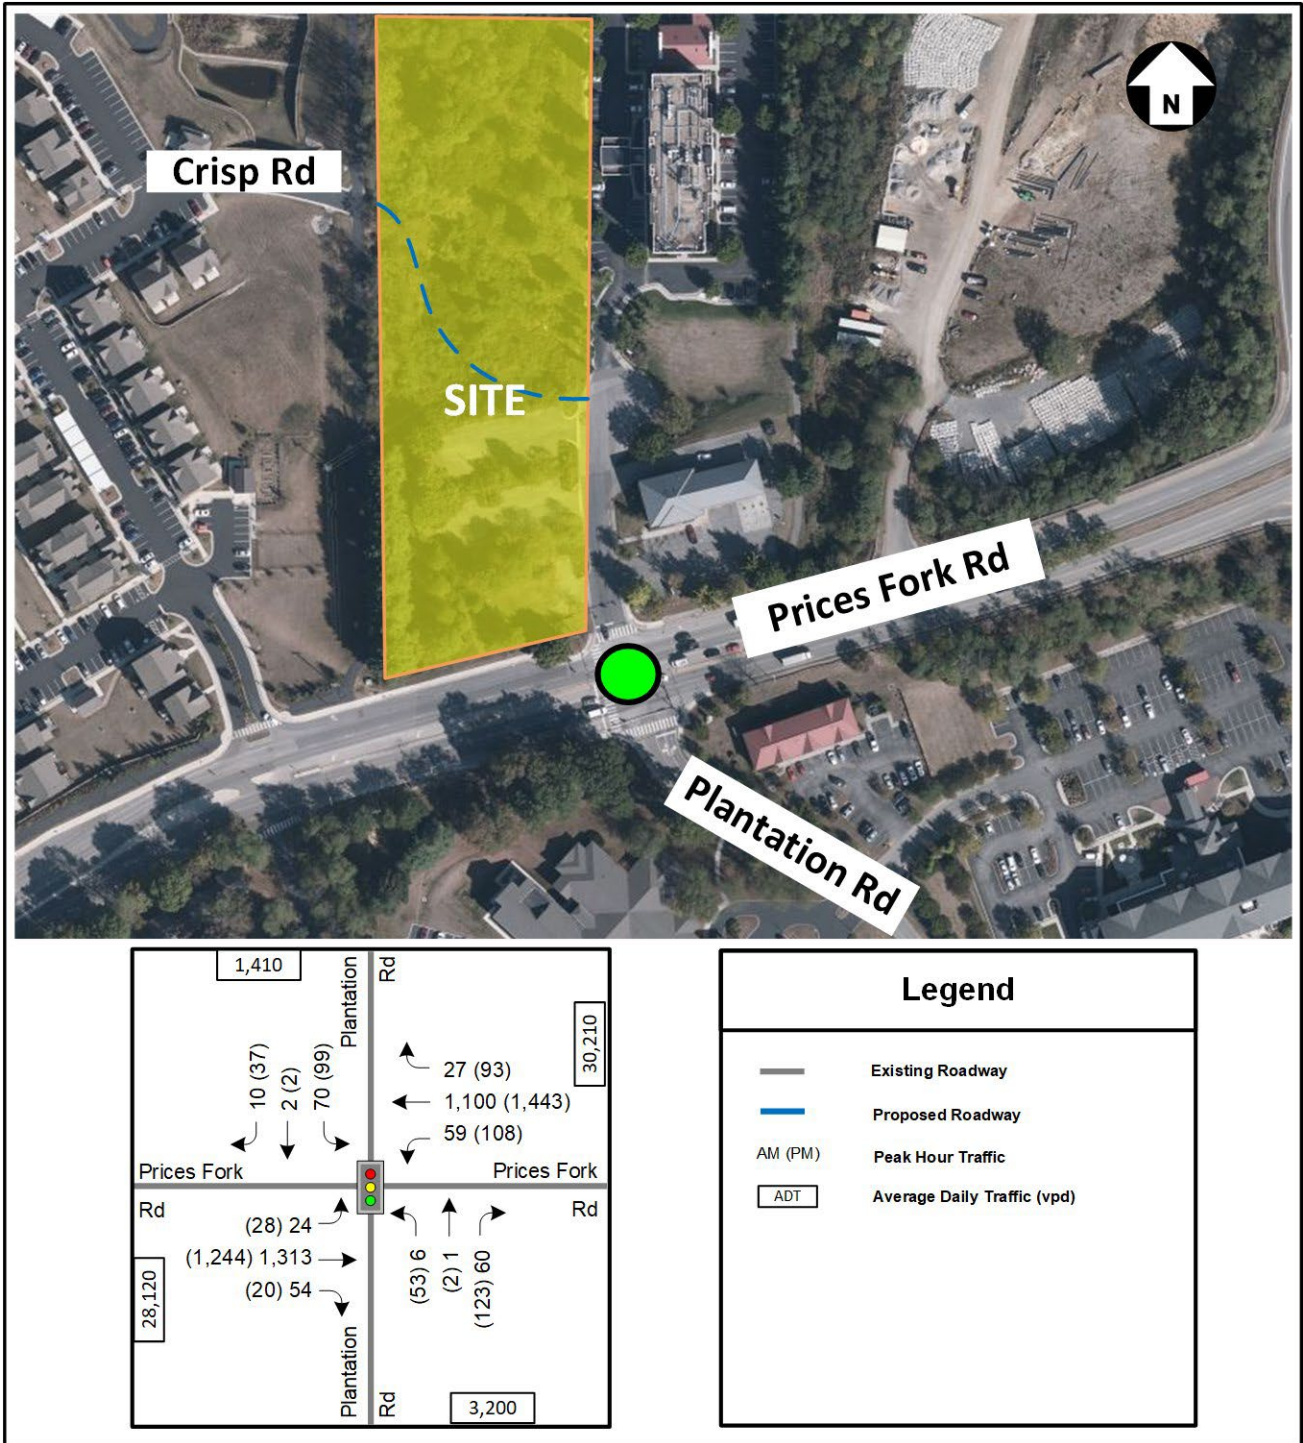 N
Crisp Rd
SITE
Prices Fork Rd
Plantation Rd
1,410
Plantation
Rd
30,210
10 (37)
2 (2)
70 (99)
27 (93)
1,100 (1,443)
59 (108)
Prices Fork
Rd
Prices Fork
Rd
(28) 24
(1,244) 1,313
(20) 54
(53) 6
(2) 1
(123) 60
28,120
Plantation
Rd
3,200
Legend
Existing Roadway
Proposed Roadway
AM (PM) Peak Hour Traffic
ADT Average Daily Traffic (vpd)